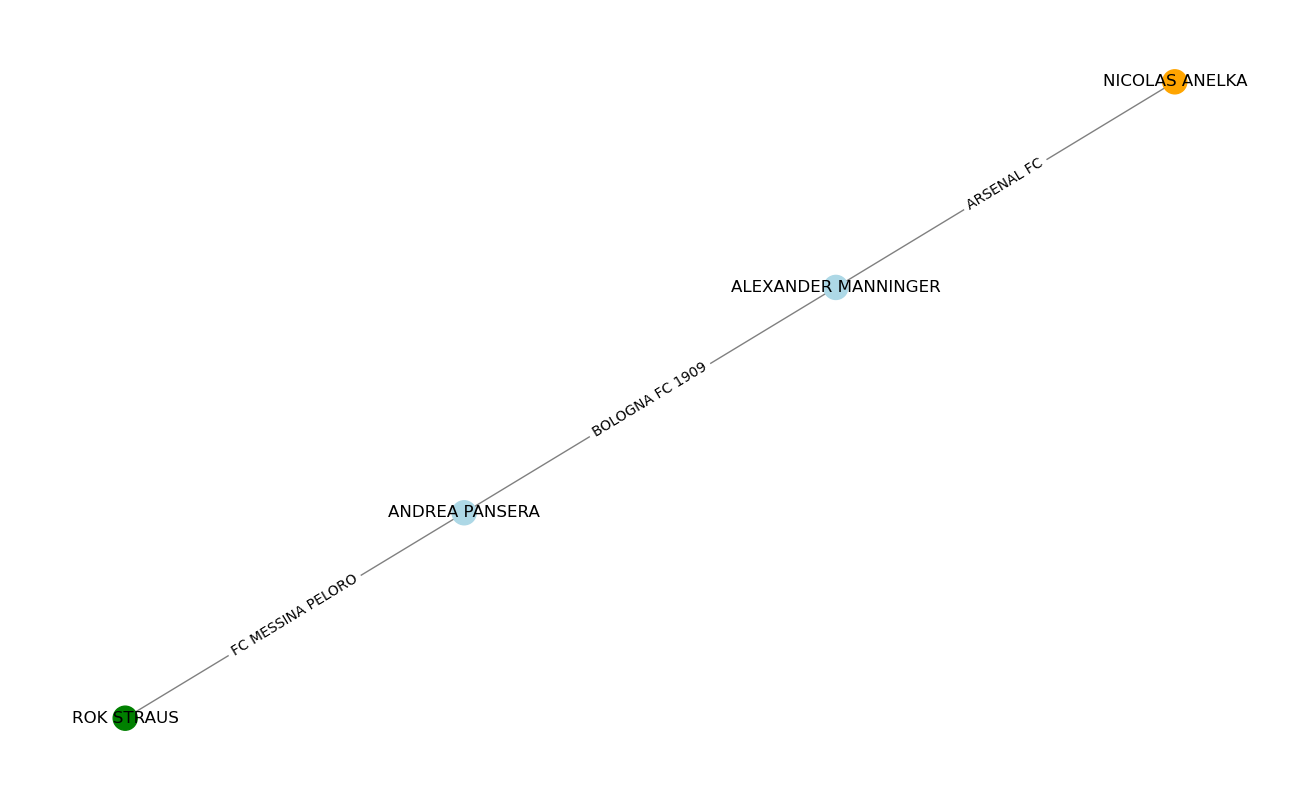 NICOLAS ANELKA
ARSENAL FC
ALEXANDER MANNINGER
BOLOGNA FC 1909
ANDREA PANSERA
FC MESSINA PELORO
ROK STRAUS